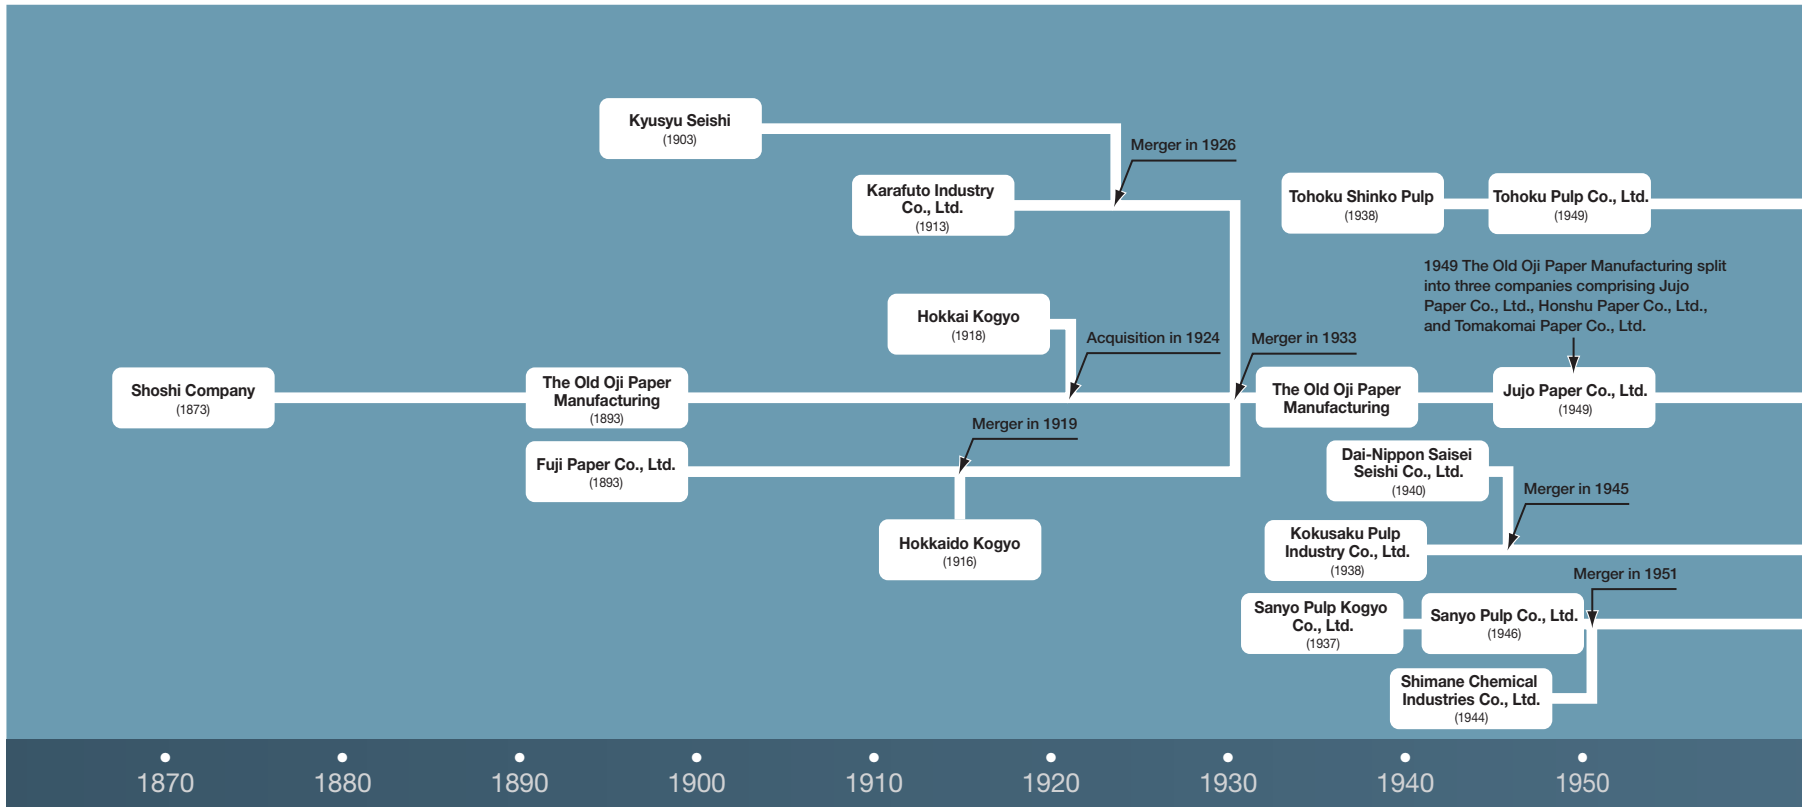 Kyusyu Seishi
(1903)
Merger in 1926
Karafuto Industry
Co., Ltd.
(1913)
Tohoku Shinko Pulp
(1938)
Tohoku Pulp Co., Ltd.
(1949)
1949 The Old Oji Paper Manufacturing split
into three companies comprising Jujo
Paper Co., Ltd., Honshu Paper Co., Ltd.,
and Tomakomai Paper Co., Ltd.
Hokkai Kogyo
(1918)
Acquisition in 1924
Merger in 1933
Shoshi Company
(1873)
The Old Oji Paper
Manufacturing
(1893)
The Old Oji Paper
Manufacturing
Jujo Paper Co., Ltd.
(1949)
Merger in 1919
Fuji Paper Co., Ltd.
(1893)
Dai-Nippon Saisei
Seishi Co., Ltd.
(1940)
Merger in 1945
Hokkaido Kogyo
(1916)
Kokusaku Pulp
Industry Co., Ltd.
(1938)
Merger in 1951
Sanyo Pulp Kogyo
Co., Ltd.
(1937)
Sanyo Pulp Co., Ltd.
(1946)
Shimane Chemical
Industries Co., Ltd.
(1944)
1870
1880
1890
1900
1910
1920
1930
1940
1950